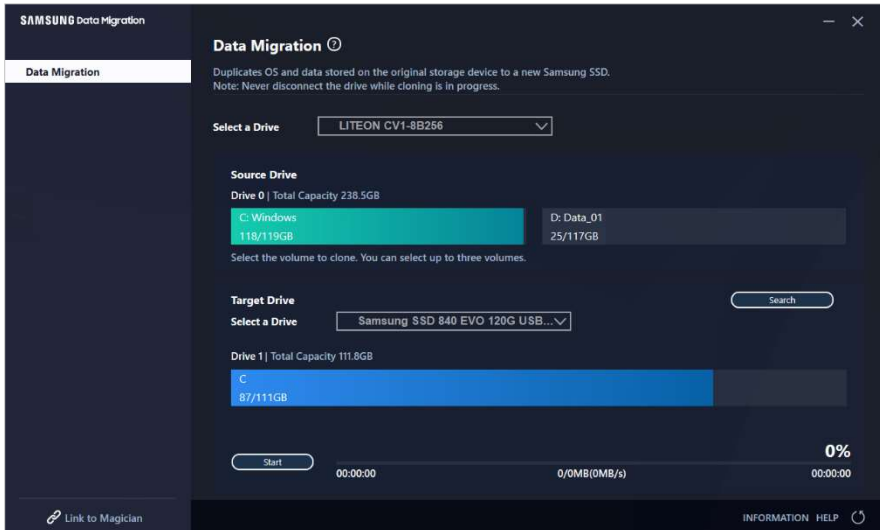 SAMSUNG Data Migration
Data Migration
Data Migration ?
Duplicates OS and data stored on the original storage device to a new Samsung SSD.
Note: Never disconnect the drive while cloning is in progress.
Select a Drive LITEON CV1-8B256
Source Drive
Drive 0 | Total Capacity 238.5GB
C: Windows D: Data_01
118/119GB 25/117GB
Select the volume to clone. You can select up to three volumes.
Target Drive Search
Select a Drive Samsung SSD 840 EVO 120G USB...
Drive 1 | Total Capacity 111.8GB
C
87/111GB
0%
Start
00:00:00 0/0MB(0MB/s) 00:00:00
Link to Magician INFORMATION HELP